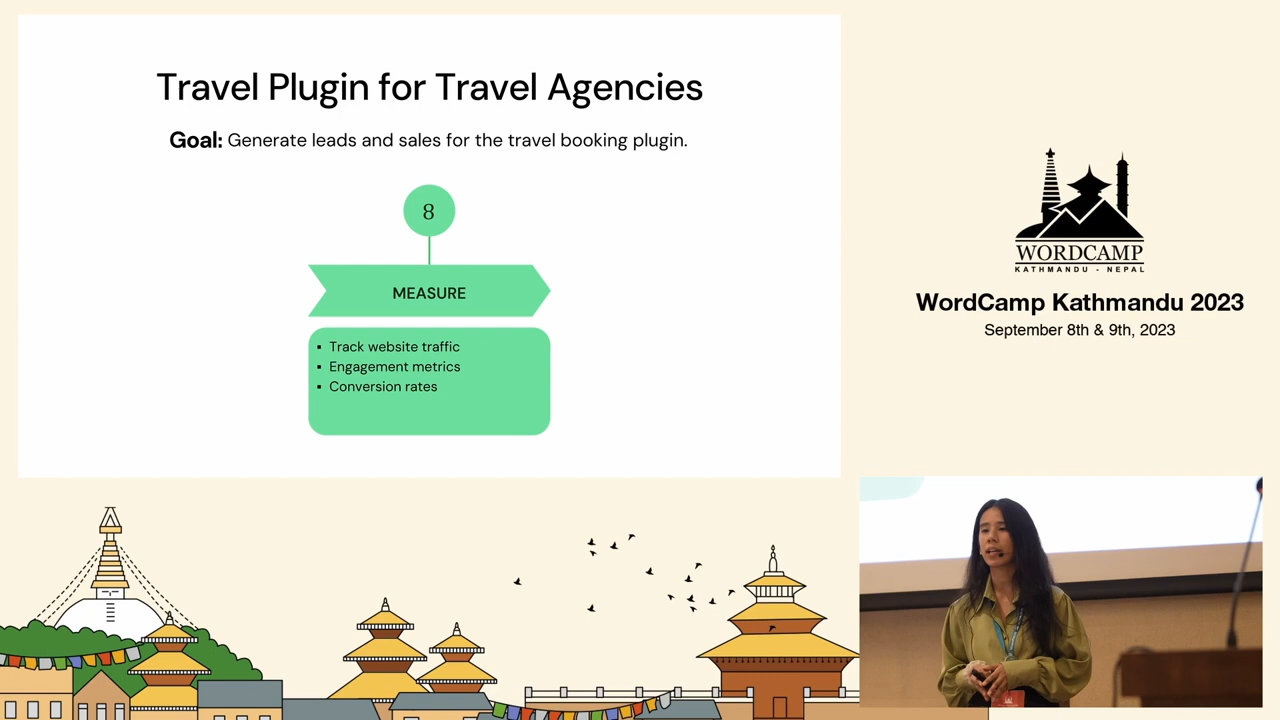 Travel Plugin for Travel Agencies
Goal: Generate leads and sales for the travel booking plugin.
8
MEASURE
▪ Track website traffic
▪ Engagement metrics
▪ Conversion rates
WORDCAMP
KATHMANDU - NEPAL
WordCamp Kathmandu 2023
September 8th & 9th, 2023